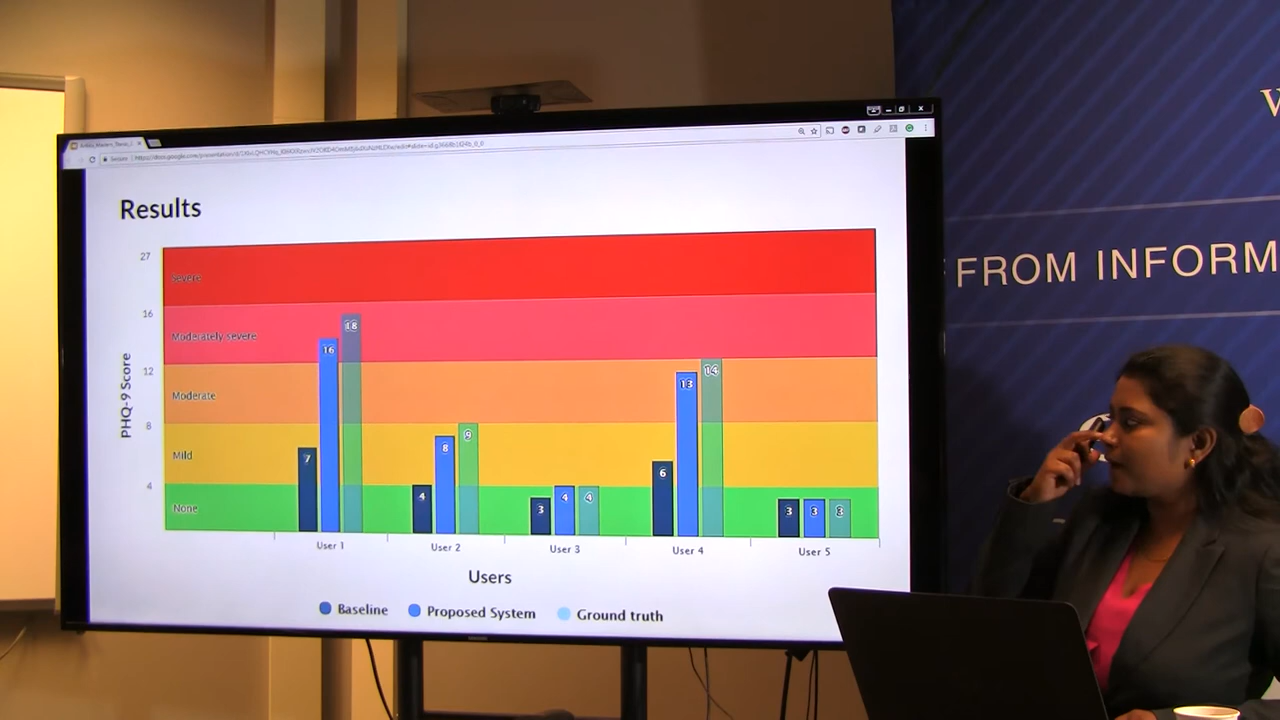 Secure
W
FROM INFORM
Results
27
Severe
16
Moderately severe
12
Moderate
8
Mild
4
None
PHQ-9 Score
7
16
18
4
8
9
3
4
4
6
13
14
3
3
3
User 1
User 2
User 3
User 4
User 5
Users
Baseline
Proposed System
Ground truth